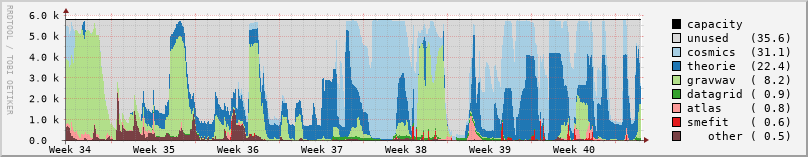 6.0 k
5.0 k
4.0 k
3.0 k
2.0 k
1.0 k
0.0
Week 34 Week 35 Week 36 Week 37 Week 38 Week 39 Week 40
capacity
unused (35.6)
cosmics (31.1)
theorie (22.4)
gravwav ( 8.2)
datagrid ( 0.9)
atlas ( 0.8)
smefit ( 0.6)
other ( 0.5)
RRDTOOL / TOBI OETIKER